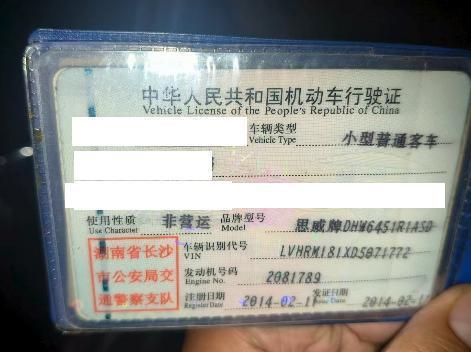 中华人民共和国机动车行驶证
Vehicle License of the People's Republic of China
车辆类型 小型普通客车
Vehicle Type
使用性质 非营运 品牌型号 思威牌DHW6451R1ASD
Use Character Model
湖南省长沙
市公安局交
通警察支队
车辆识别代号 LVHRM181XD5071772
VIN
发动机号码 2081789
Engine No.
注册日期 2014-02-11 发证日期 2014-02-11
Register Date Issue Date